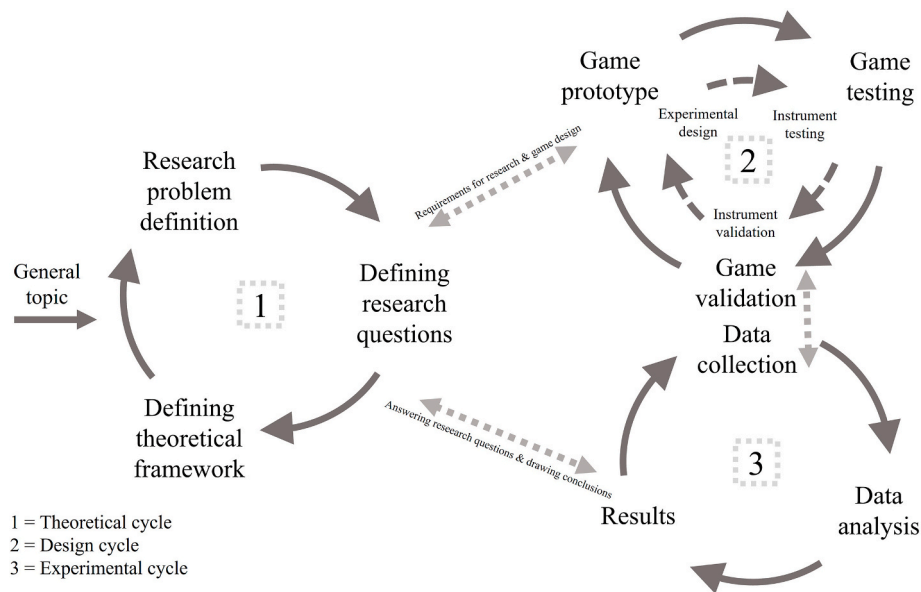 Game
prototype
Game
testing
Experimental
design
Instrument
testing
2
Instrument
validation
Game
validation
Requirements for research & game design
Research
problem
definition
General
topic
1
Defining
research
questions
Defining
theoretical
framework
Data
collection
Answering resreach questions & drawing conclusions
3
Results
Data
analysis
1 = Theoretical cycle
2 = Design cycle
3 = Experimental cycle